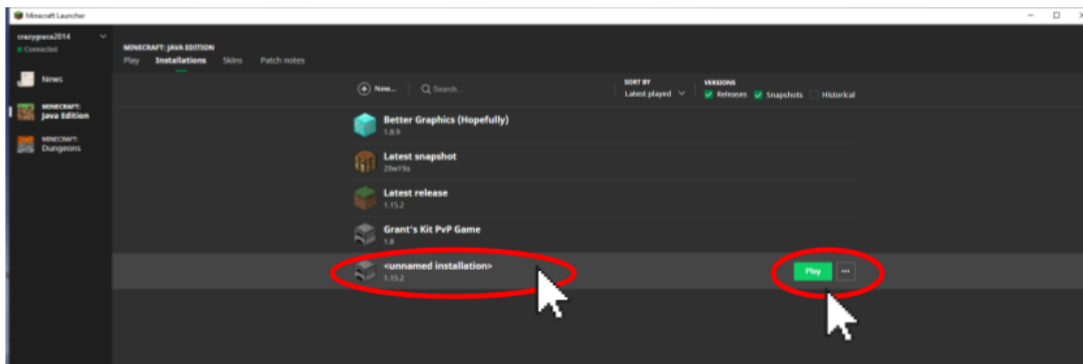 Minecraft Launcher
crazygrace2014
Connected
News
MINECRAFT:
Java Edition
MINECRAFT:
Dungeons
MINECRAFT: JAVA EDITION
Play Installations Skins Patch notes
New... Search... SORT BY VERSIONS
Latest played Releases Snapshots Historical
Better Graphics (Hopefully)
1.8.9
Latest snapshot
20w19a
Latest release
1.15.2
Grant's Kit PvP Game
1.8
<unnamed installation>
1.15.2
Play ...